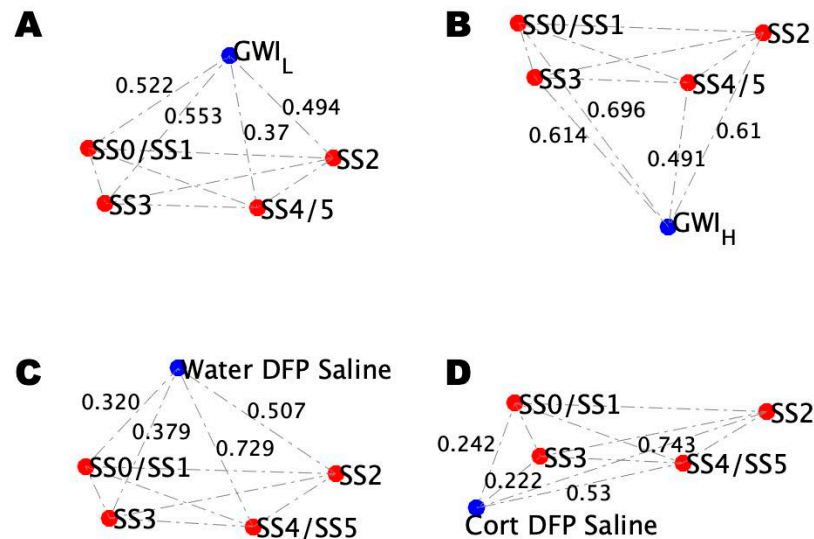 A
GWI_L
0.522
0.553
0.494
0.37
SS0/SS1
SS2
SS3
SS4/5
B
SS0/SS1
SS2
SS3
SS4/5
0.696
0.614
0.61
0.491
GWI_H
C
Water DFP Saline
0.320
0.379
0.507
0.729
SS0/SS1
SS2
SS3
SS4/SS5
D
SS0/SS1
SS2
0.242
0.743
SS3
SS4/SS5
0.222
0.53
Cort DFP Saline